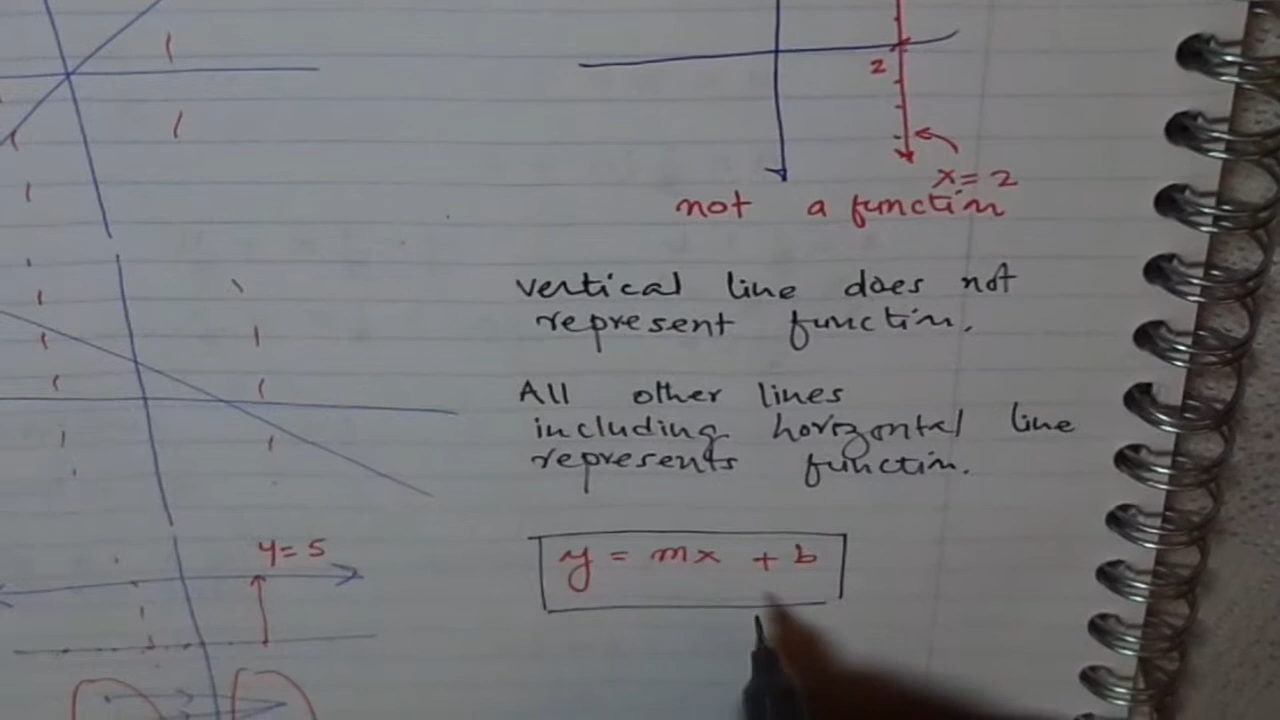 2
x = 2
not a function
vertical line does not
represent function.
All other lines
including horizontal line
represents function.
y = 5
y = mx + b